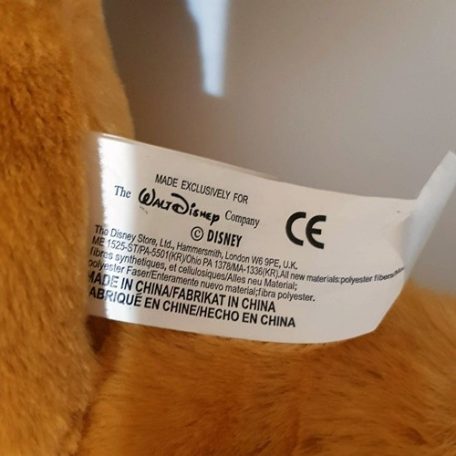 MADE EXCLUSIVELY FOR
The WALT DISNEY Company
© DISNEY
CE
The Disney Store, Ltd., Hammersmith, London W6 9PE, U.K.
ME 1525-ST/PA-5501(KR)/Ohio PA 1378/MA-1336(KR).All new materials:polyester fibers/
fibres synthetiques, et cellulosiques/Alles neu Material;
polyester Faser/Enteramente nuevo material;fibra polyester.
MADE IN CHINA/FABRIKAT IN CHINA
ABRIQUÉ EN CHINE/HECHO EN CHINA